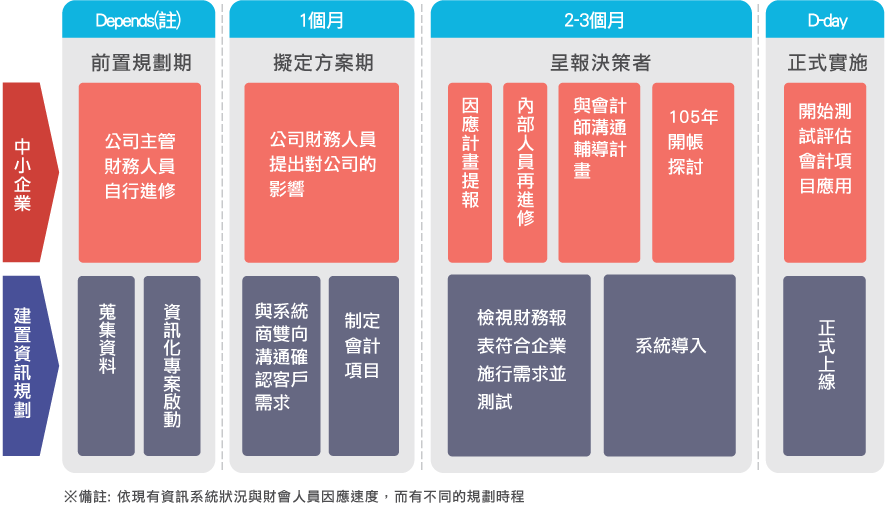 Depends(註)
1個月
2-3個月
D-day
前置規劃期
擬定方案期
呈報決策者
正式實施
中小企業
公司主管
財務人員
自行進修
公司財務人員
提出對公司的
影響
因應計畫提報
內部人員再進修
與會計
師溝通
輔導計
畫
105年
開帳
探討
開始測
試評估
會計項
目應用
建置資訊規劃
蒐集資料
資訊化專案啟動
與系統
商雙向
溝通確
認客戶
需求
制定
會計
項目
檢視財務報
表符合企業
施行需求並
測試
系統導入
正式上線
※備註: 依現有資訊系統狀況與財會人員因應速度，而有不同的規劃時程